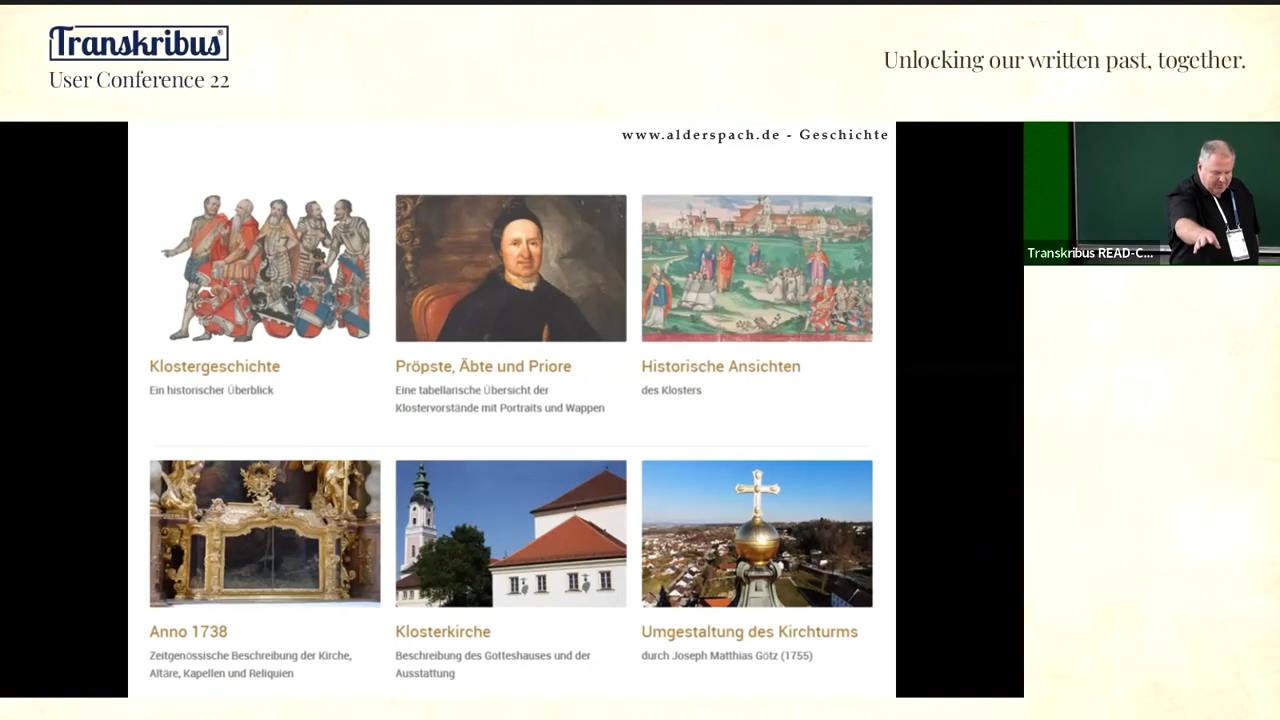 Transkribus®
User Conference 22
Unlocking our written past, together.
www.alderspach.de - Geschichte
Transkribus READ-C...
Klostergeschichte
Ein historischer Überblick
Pröpste, Äbte und Priore
Eine tabellarische Übersicht der
Klostervorstände mit Portraits und Wappen
Historische Ansichten
des Klosters
Anno 1738
Zeitgenössische Beschreibung der Kirche,
Altäre, Kapellen und Reliquien
Klosterkirche
Beschreibung des Gotteshauses und der
Ausstattung
Umgestaltung des Kirchturms
durch Joseph Matthias Götz (1755)